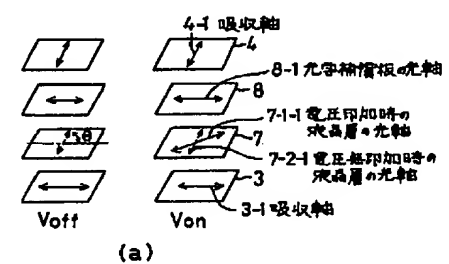 4-1 吸収軸
4
8-1 光学補償板の光軸
8
7-1-1 電圧印加時の
液晶層の光軸
θ
7
7-2-1 電圧無印加時の
液晶層の光軸
3
3-1 吸収軸
Voff
Von
(a)